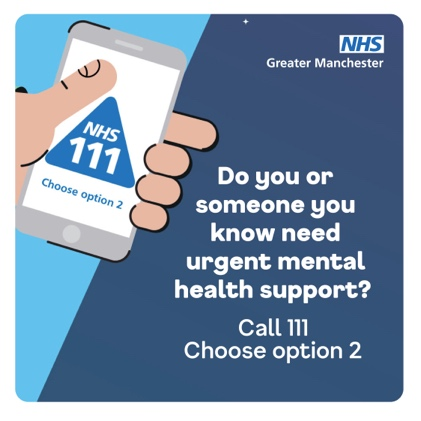 NHS
Greater Manchester
NHS
111
Choose option 2
Do you or
someone you
know need
urgent mental
health support?
Call 111
Choose option 2